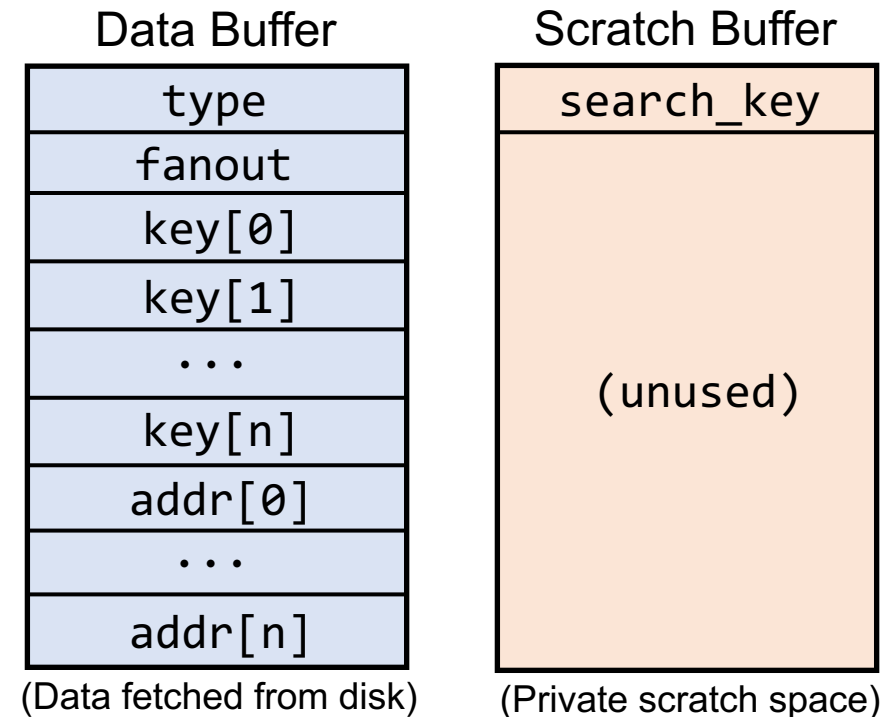 Data Buffer
type
fanout
key[0]
key[1]
...
key[n]
addr[0]
...
addr[n]
(Data fetched from disk)
Scratch Buffer
search_key
(unused)
(Private scratch space)